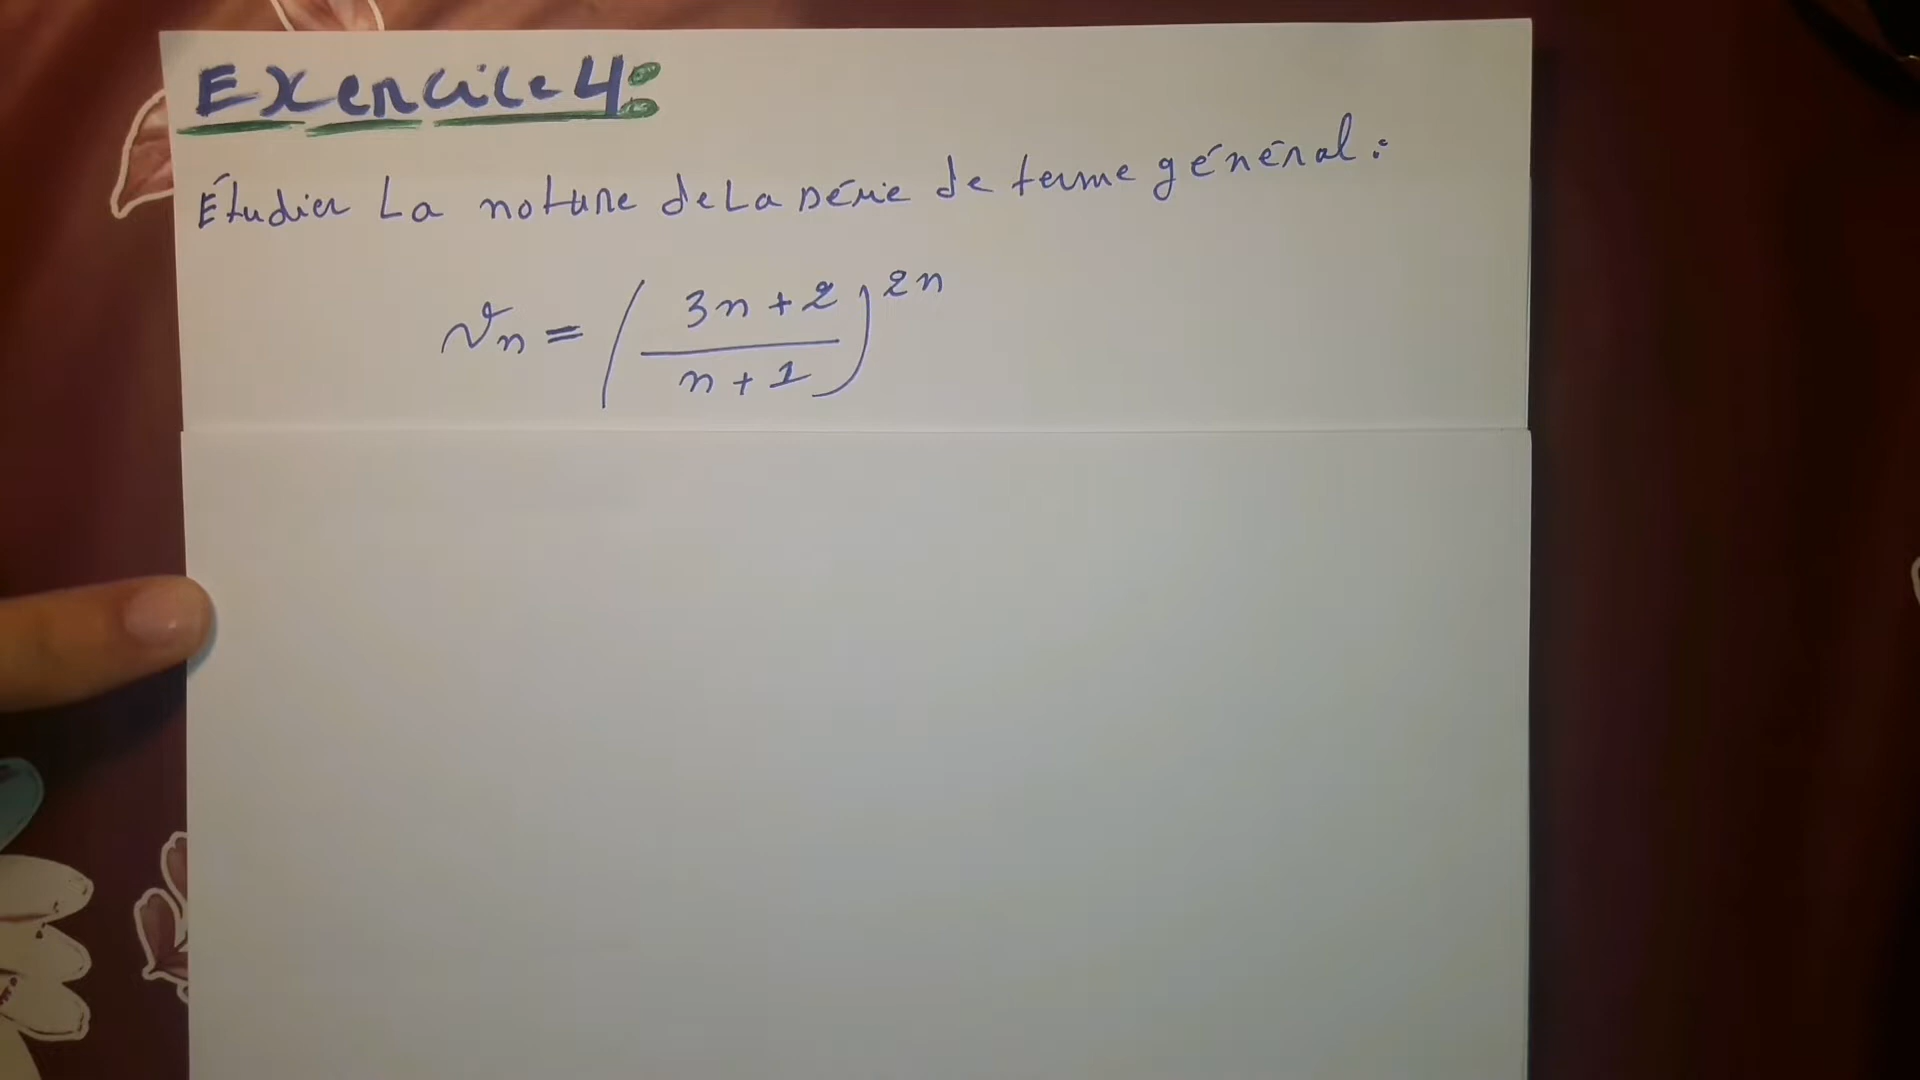 Exercice 4:
Étudier La nature de La série de terme général:
Vn = ( 3n + 2 / n + 1 )^2n